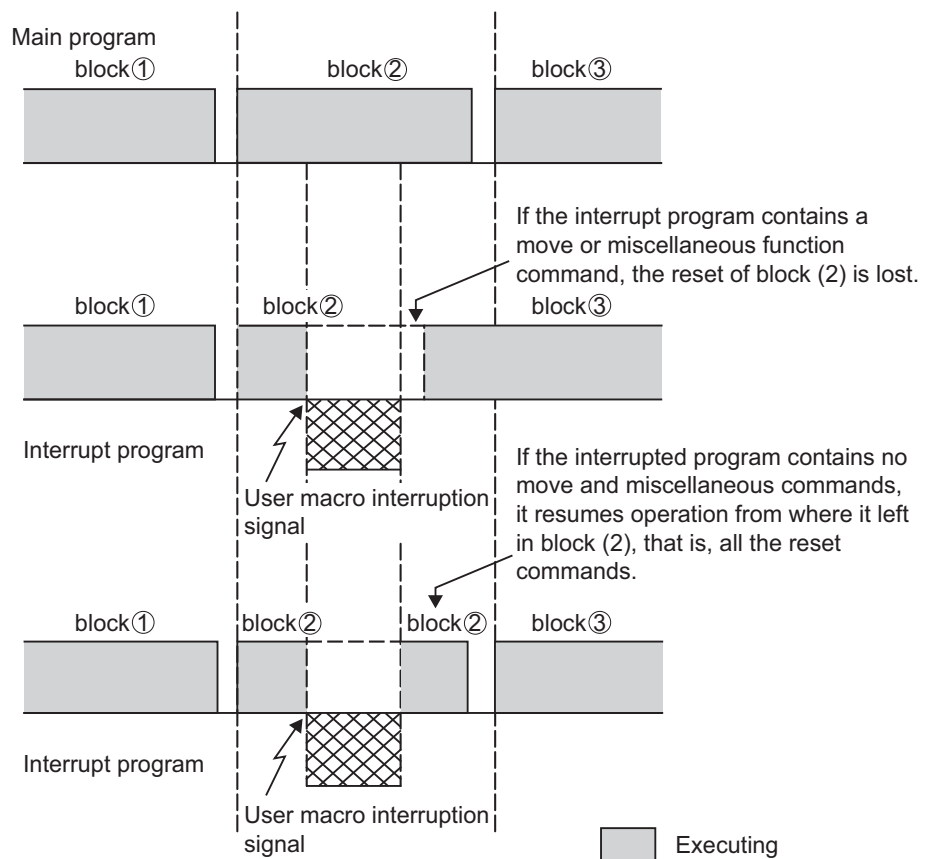 Main program
block① block② block③
If the interrupt program contains a
move or miscellaneous function
command, the reset of block (2) is lost.
block① block② block③
Interrupt program
User macro interruption
signal
If the interrupted program contains no
move and miscellaneous commands,
it resumes operation from where it left
in block (2), that is, all the reset
commands.
block① block② block② block③
Interrupt program
User macro interruption
signal
Executing